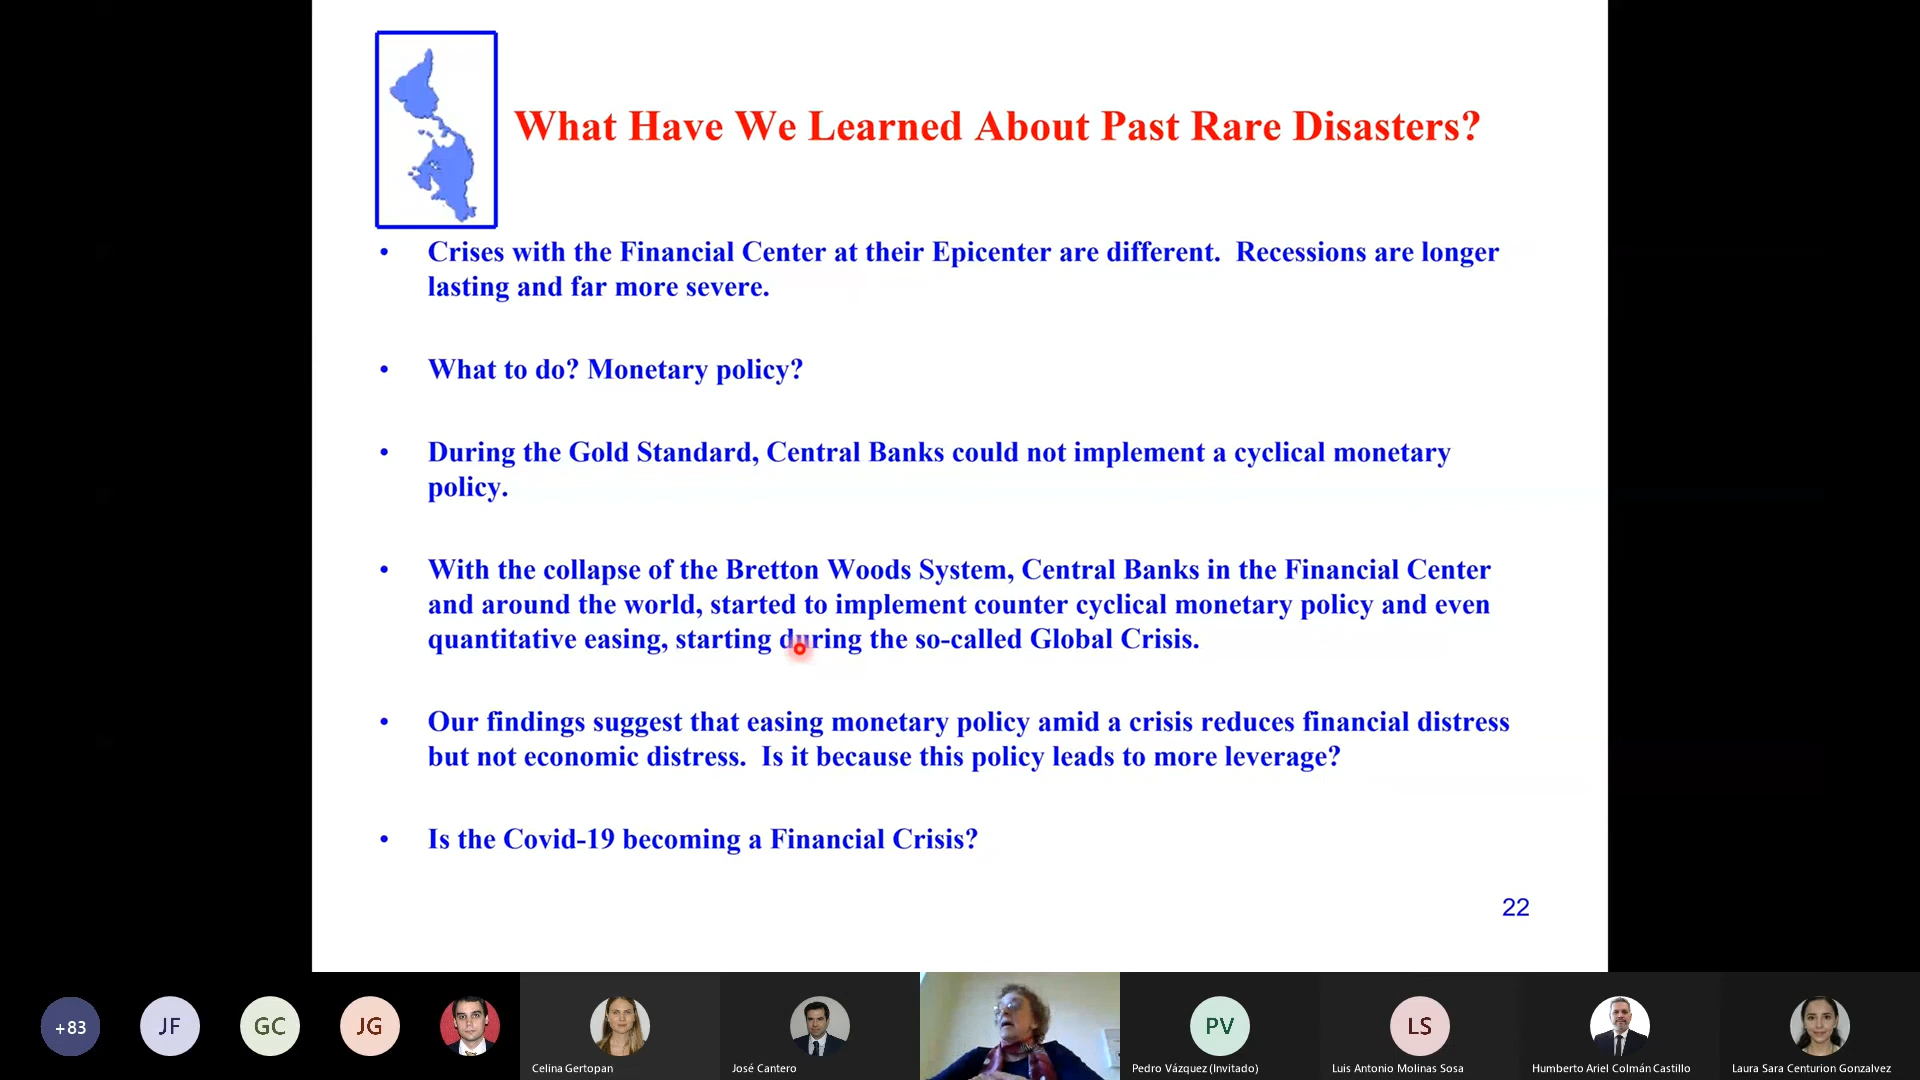 What Have We Learned About Past Rare Disasters?
• Crises with the Financial Center at their Epicenter are different.  Recessions are longer
lasting and far more severe.
• What to do? Monetary policy?
• During the Gold Standard, Central Banks could not implement a cyclical monetary
policy.
• With the collapse of the Bretton Woods System, Central Banks in the Financial Center
and around the world, started to implement counter cyclical monetary policy and even
quantitative easing, starting during the so-called Global Crisis.
• Our findings suggest that easing monetary policy amid a crisis reduces financial distress
but not economic distress.  Is it because this policy leads to more leverage?
• Is the Covid-19 becoming a Financial Crisis?
22
+83
JF
GC
JG
PV
LS
Celina Gertopan
José Cantero
Pedro Vázquez (Invitado)
Luis Antonio Molinas Sosa
Humberto Ariel Colmán Castillo
Laura Sara Centurion Gonzalvez